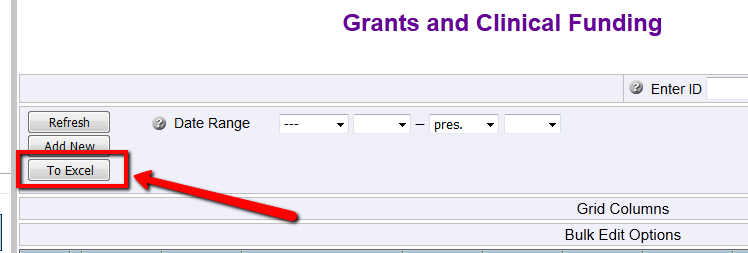 Grants and Clinical Funding
Enter ID
Refresh
Date Range --- – pres.
Add New
To Excel
Grid Columns
Bulk Edit Options